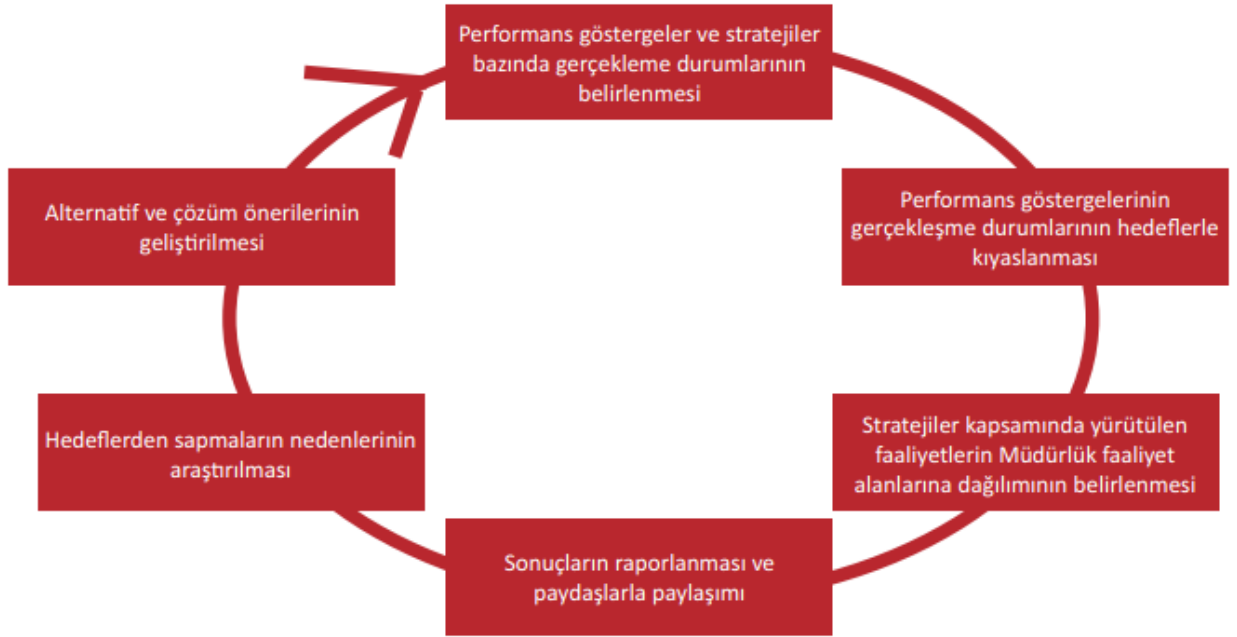 Performans göstergeler ve stratejiler
bazında gerçekleme durumlarının
belirlenmesi
Performans göstergelerinin
gerçekleşme durumlarının hedeflerle
kıyaslanması
Stratejiler kapsamında yürütülen
faaliyetlerin Müdürlük faaliyet
alanlarına dağılımının belirlenmesi
Sonuçların raporlanması ve
paydaşlarla paylaşımı
Hedeflerden sapmaların nedenlerinin
araştırılması
Alternatif ve çözüm önerilerinin
geliştirilmesi